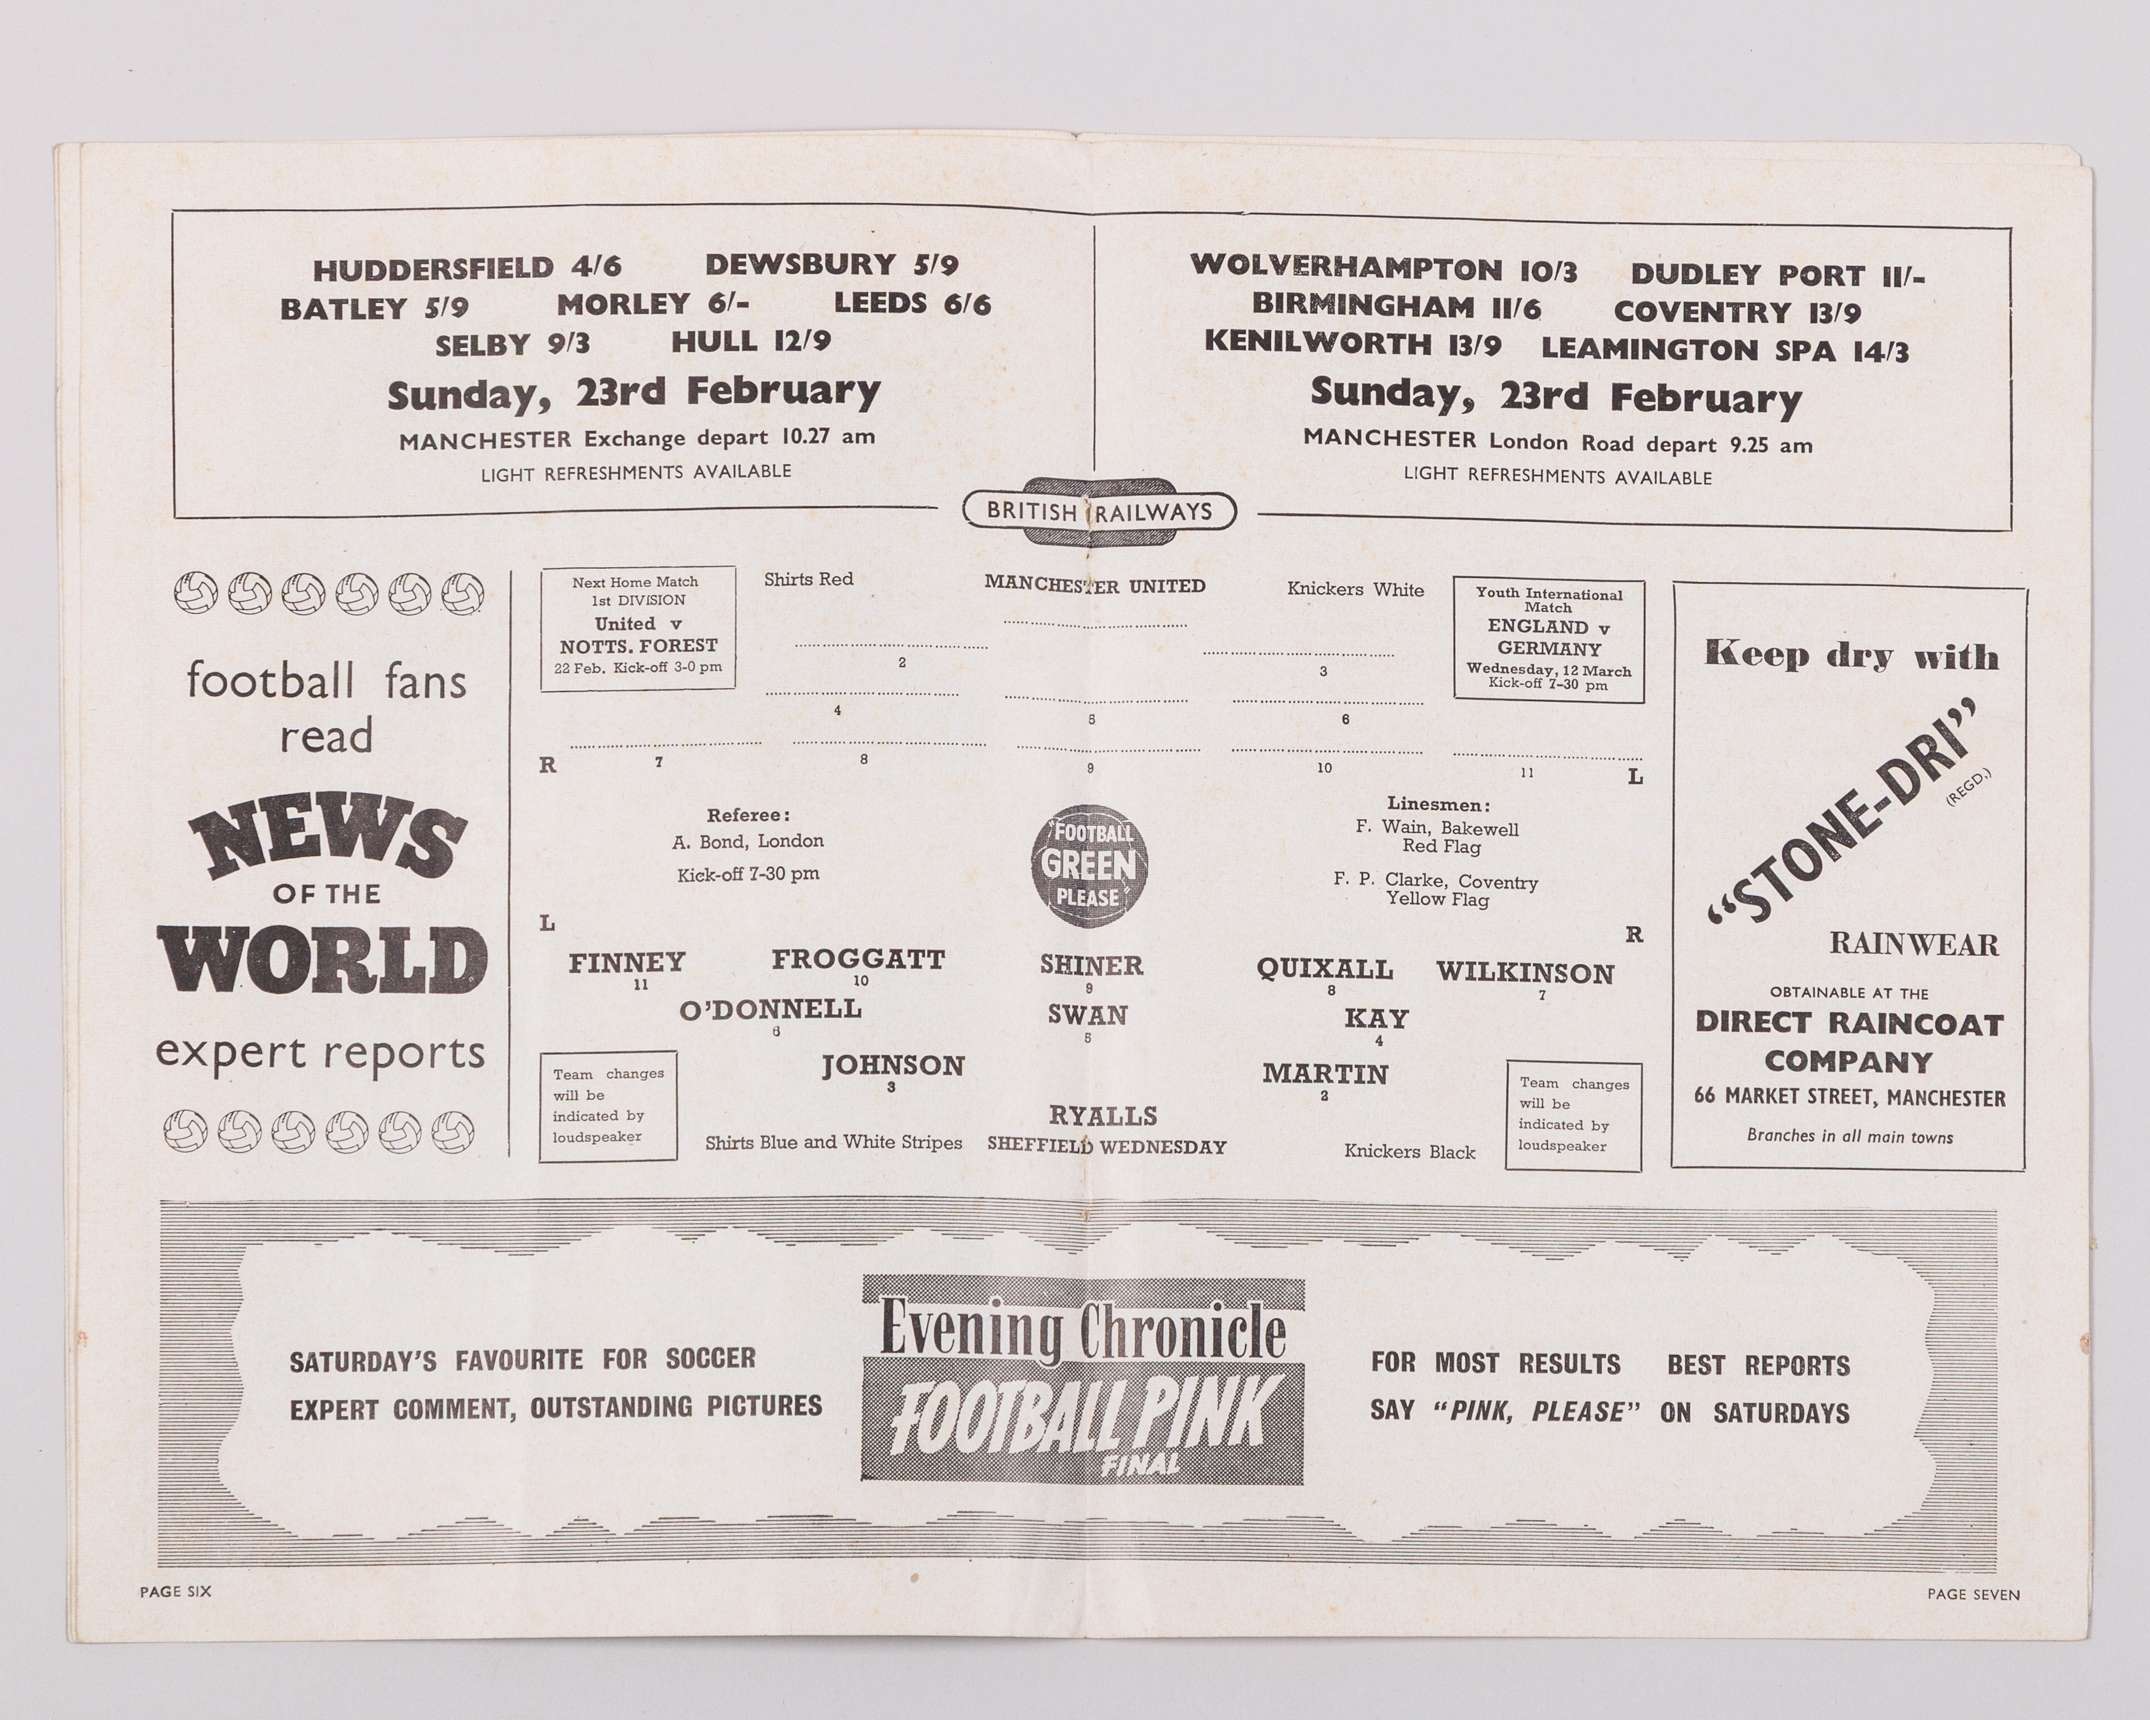 HUDDERSFIELD 4/6 DEWSBURY 5/9
BATLEY 5/9 MORLEY 6/- LEEDS 6/6
SELBY 9/3 HULL 12/9
Sunday, 23rd February
MANCHESTER Exchange depart 10.27 am
LIGHT REFRESHMENTS AVAILABLE
WOLVERHAMPTON 10/3 DUDLEY PORT 11/-
BIRMINGHAM 11/6 COVENTRY 13/9
KENILWORTH 13/9 LEAMINGTON SPA 14/3
Sunday, 23rd February
MANCHESTER London Road depart 9.25 am
LIGHT REFRESHMENTS AVAILABLE
BRITISH RAILWAYS
football fans
read
NEWS
OF THE
WORLD
expert reports
Next Home Match
1st DIVISION
United v
NOTTS. FOREST
22 Feb. Kick-off 3-0 pm
Shirts Red MANCHESTER UNITED Knickers White
Youth International
Match
ENGLAND v
GERMANY
Wednesday, 12 March
Kick-off 7-30 pm
2 3
4 5 6
R 7 8 9 10 11 L
Referee:
A. Bond, London
Kick-off 7-30 pm
"FOOTBALL
GREEN
PLEASE"
Linesmen:
F. Wain, Bakewell
Red Flag
F. P. Clarke, Coventry
Yellow Flag
L R
FINNEY FROGGATT SHINER QUIXALL WILKINSON
11 10 9 8 7
O'DONNELL SWAN KAY
6 5 4
JOHNSON MARTIN
3 2
RYALLS
Team changes
will be
indicated by
loudspeaker
Shirts Blue and White Stripes SHEFFIELD WEDNESDAY Knickers Black
Team changes
will be
indicated by
loudspeaker
Keep dry with
"STONE-DRI"
(REGD.)
RAINWEAR
OBTAINABLE AT THE
DIRECT RAINCOAT
COMPANY
66 MARKET STREET, MANCHESTER
Branches in all main towns
SATURDAY'S FAVOURITE FOR SOCCER
EXPERT COMMENT, OUTSTANDING PICTURES
Evening Chronicle
FOOTBALL PINK
FINAL
FOR MOST RESULTS BEST REPORTS
SAY "PINK, PLEASE" ON SATURDAYS
PAGE SIX
PAGE SEVEN